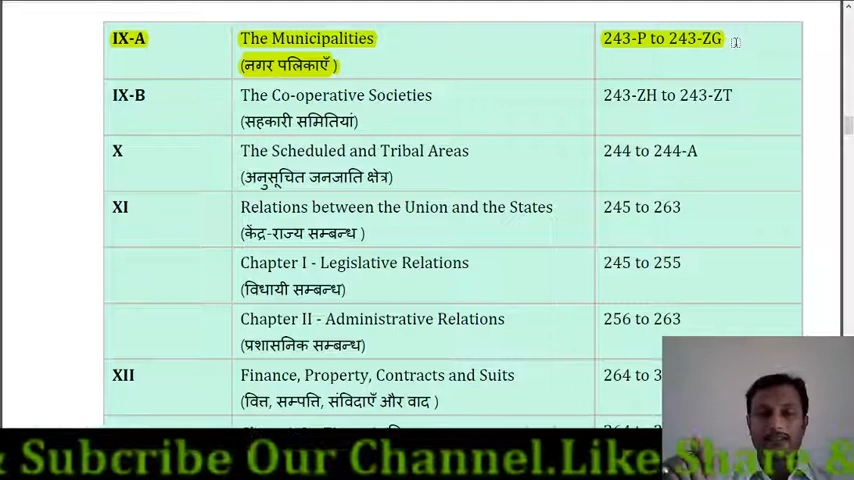 IX-A The Municipalities 243-P to 243-ZG
(नगर पलिकाएँ )
IX-B The Co-operative Societies 243-ZH to 243-ZT
(सहकारी समितियां)
X The Scheduled and Tribal Areas 244 to 244-A
(अनुसूचित जनजाति क्षेत्र)
XI Relations between the Union and the States 245 to 263
(केंद्र-राज्य सम्बन्ध )
Chapter I - Legislative Relations 245 to 255
(विधायी सम्बन्ध)
Chapter II - Administrative Relations 256 to 263
(प्रशासनिक सम्बन्ध)
XII Finance, Property, Contracts and Suits 264 to 3
(वित्त, सम्पत्ति, संविदाएँ और वाद )
& Subcribe Our Channel.Like,Share &